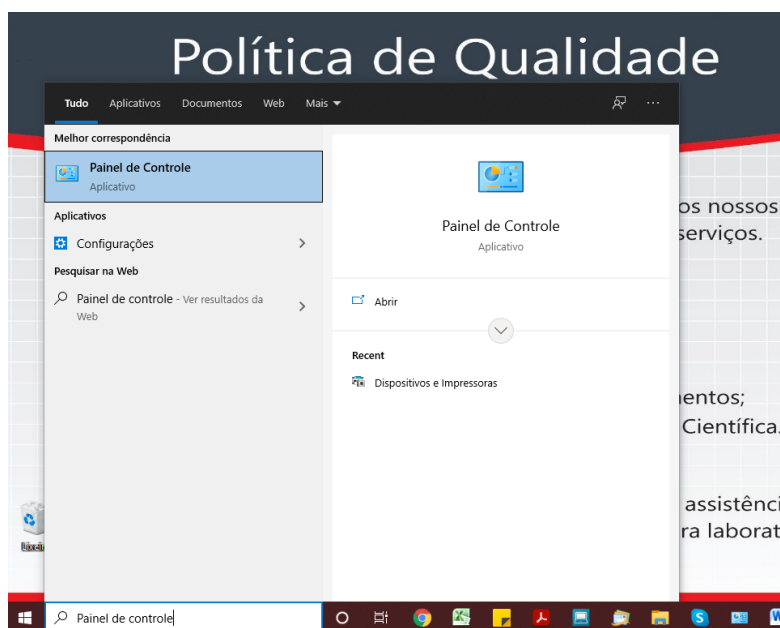 Política de Qualidade
Tudo Aplicativos Documentos Web Mais
Melhor correspondência
Painel de Controle
Aplicativo
Aplicativos
Configurações
Pesquisar na Web
Painel de controle - Ver resultados da
Web
Painel de Controle
Aplicativo
Abrir
Recent
Dispositivos e Impressoras
os nossos
serviços.
entos;
Científica.
assistênci
ra laborat
Painel de controle